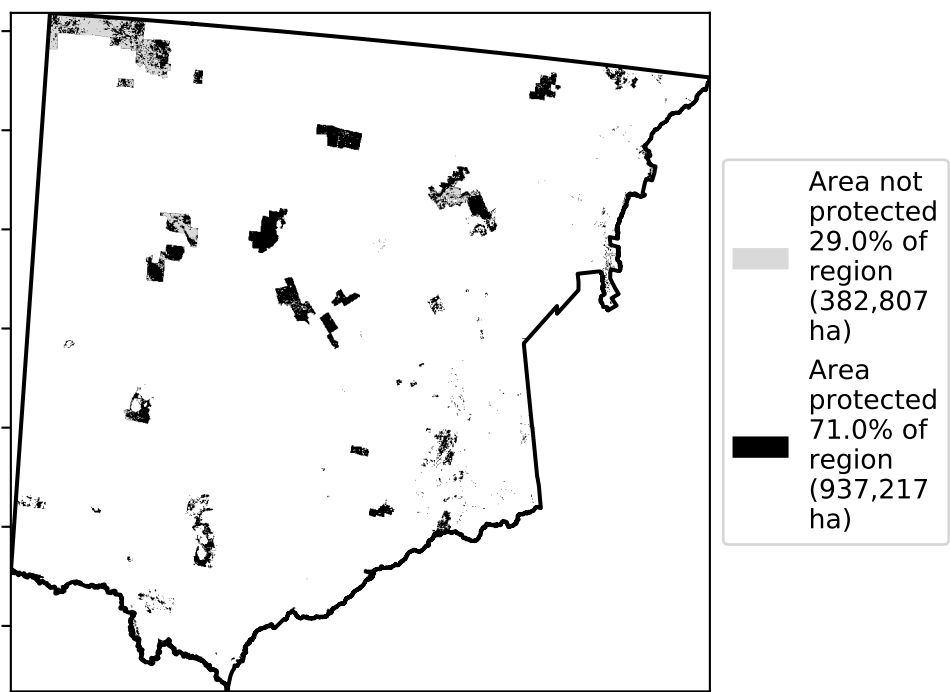 Area not
protected
29.0% of
region
(382,807
ha)
Area
protected
71.0% of
region
(937,217
ha)